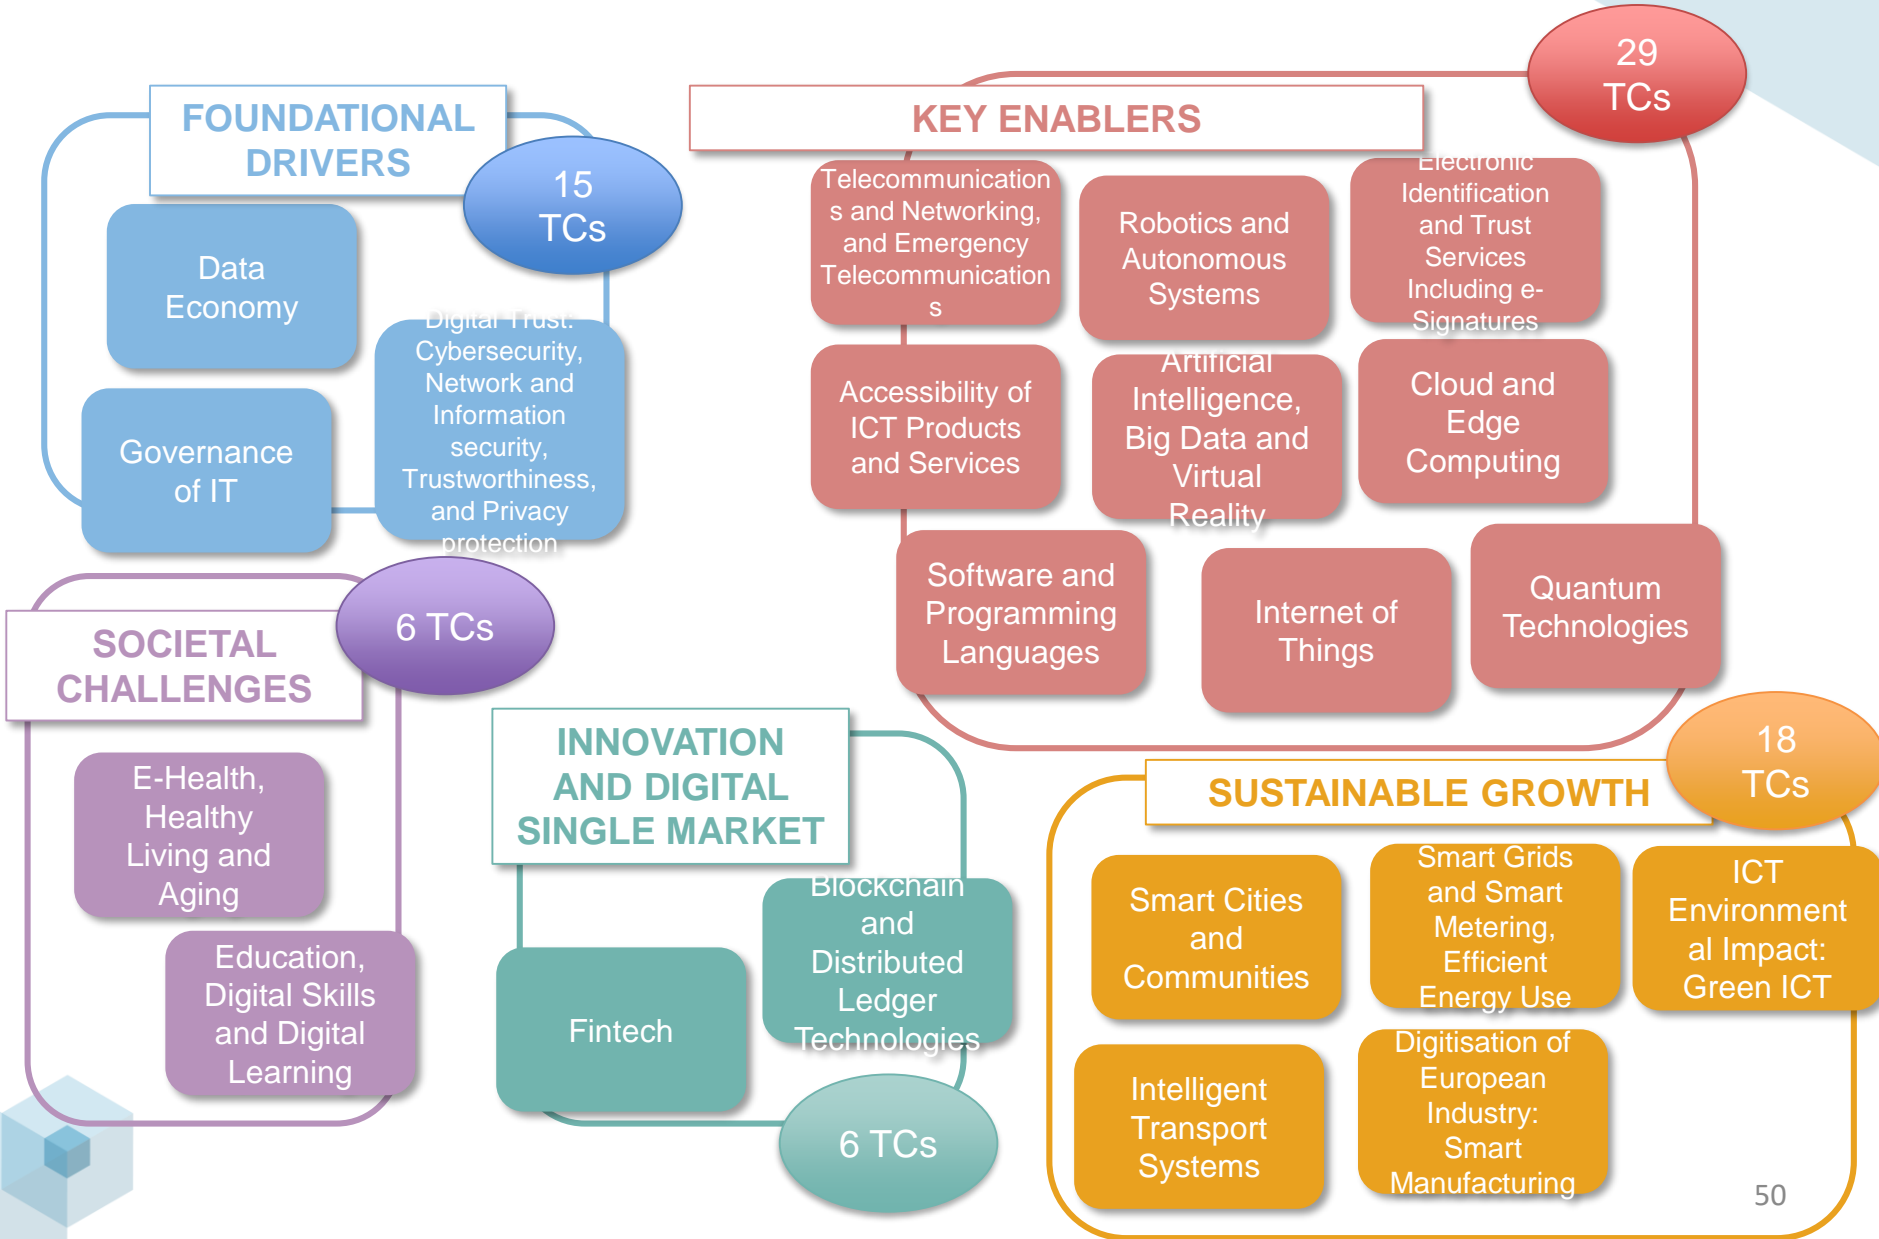 FOUNDATIONAL
DRIVERS
15
TCs
Data
Economy
Governance
of IT
Digital Trust:
Cybersecurity,
Network and
Information
security,
Trustworthiness,
and Privacy
protection
KEY ENABLERS
29
TCs
Telecommunication
s and Networking,
and Emergency
Telecommunication
s
Robotics and
Autonomous
Systems
Electronic
Identification
and Trust
Services
Including e-
Signatures
Accessibility of
ICT Products
and Services
Artificial
Intelligence,
Big Data and
Virtual
Reality
Cloud and
Edge
Computing
Software and
Programming
Languages
Internet of
Things
Quantum
Technologies
SOCIETAL
CHALLENGES
6 TCs
E-Health,
Healthy
Living and
Aging
Education,
Digital Skills
and Digital
Learning
INNOVATION
AND DIGITAL
SINGLE MARKET
Fintech
Blockchain
and
Distributed
Ledger
Technologies
6 TCs
SUSTAINABLE GROWTH
18
TCs
Smart Cities
and
Communities
Smart Grids
and Smart
Metering,
Efficient
Energy Use
ICT
Environment
al Impact:
Green ICT
Intelligent
Transport
Systems
Digitisation of
European
Industry:
Smart
Manufacturing
50